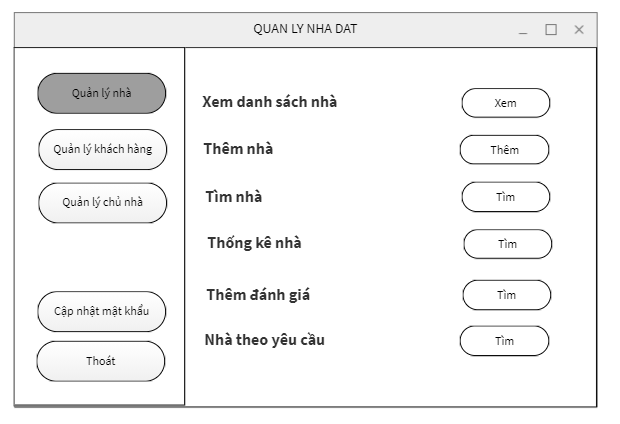 QUAN LY NHA DAT
Quản lý nhà
Quản lý khách hàng
Quản lý chủ nhà
Cập nhật mật khẩu
Thoát
Xem danh sách nhà
Xem
Thêm nhà
Thêm
Tìm nhà
Tìm
Thống kê nhà
Tìm
Thêm đánh giá
Tìm
Nhà theo yêu cầu
Tìm